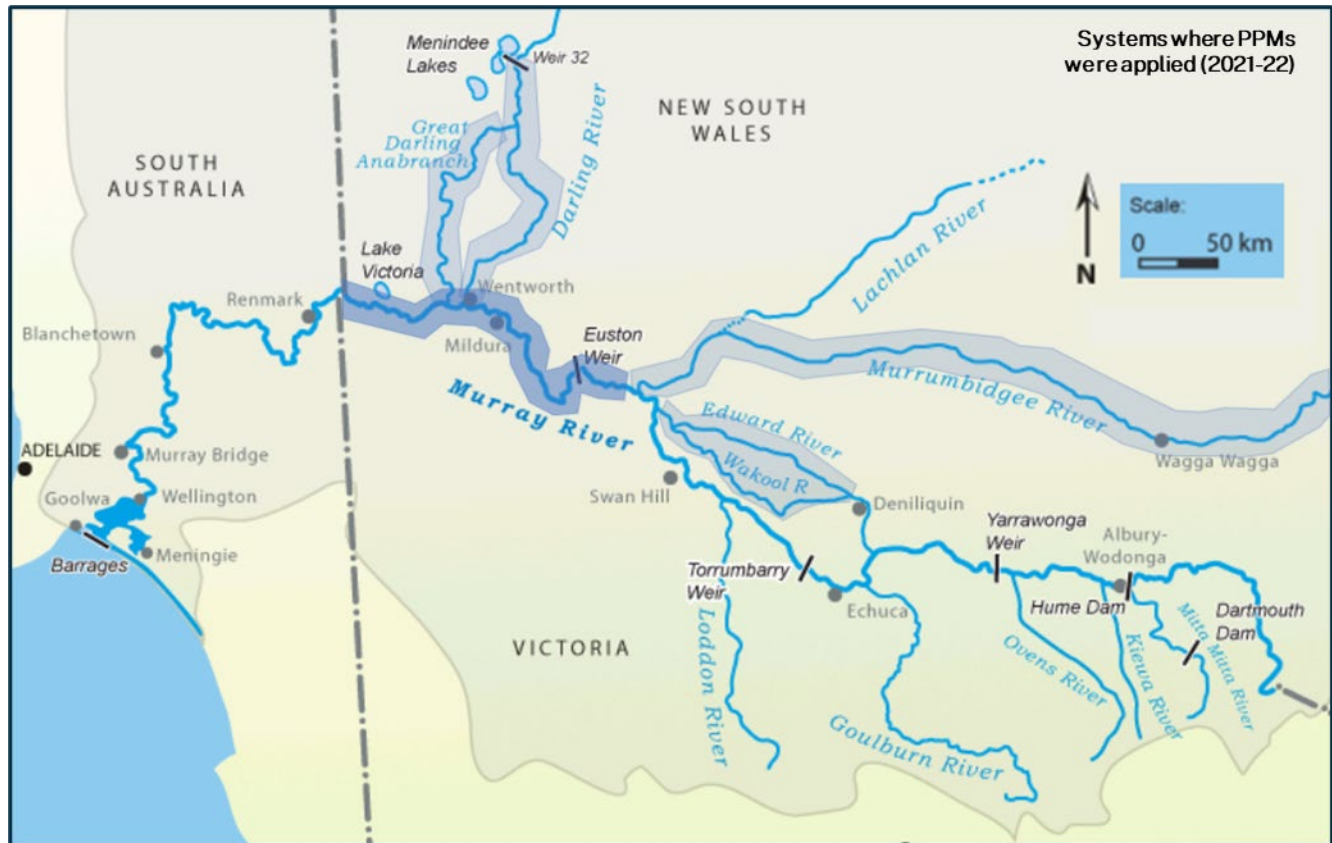 Systems where PPMs
were applied (2021-22)
Menindee
Lakes
Weir 32
NEW SOUTH
WALES
Great
Darling
Anabranch
Darling River
SOUTH
AUSTRALIA
Scale:
0 50 km
N
Lachlan River
Lake
Victoria
Wentworth
Renmark
Blanchetown
Mildura
Euston
Weir
Murray River
Murrumbidgee River
Edward River
Wakool R
Wagga Wagga
ADELAIDE
Murray Bridge
Swan Hill
Deniliquin
Goolwa
Wellington
Meningie
Barrages
Yarrawonga
Weir
Albury-
Wodonga
Torrumbarry
Weir
Echuca
Hume Dam
Dartmouth
Dam
Mitta Mitta River
Kiewa River
Ovens River
VICTORIA
Loddon River
Goulburn River